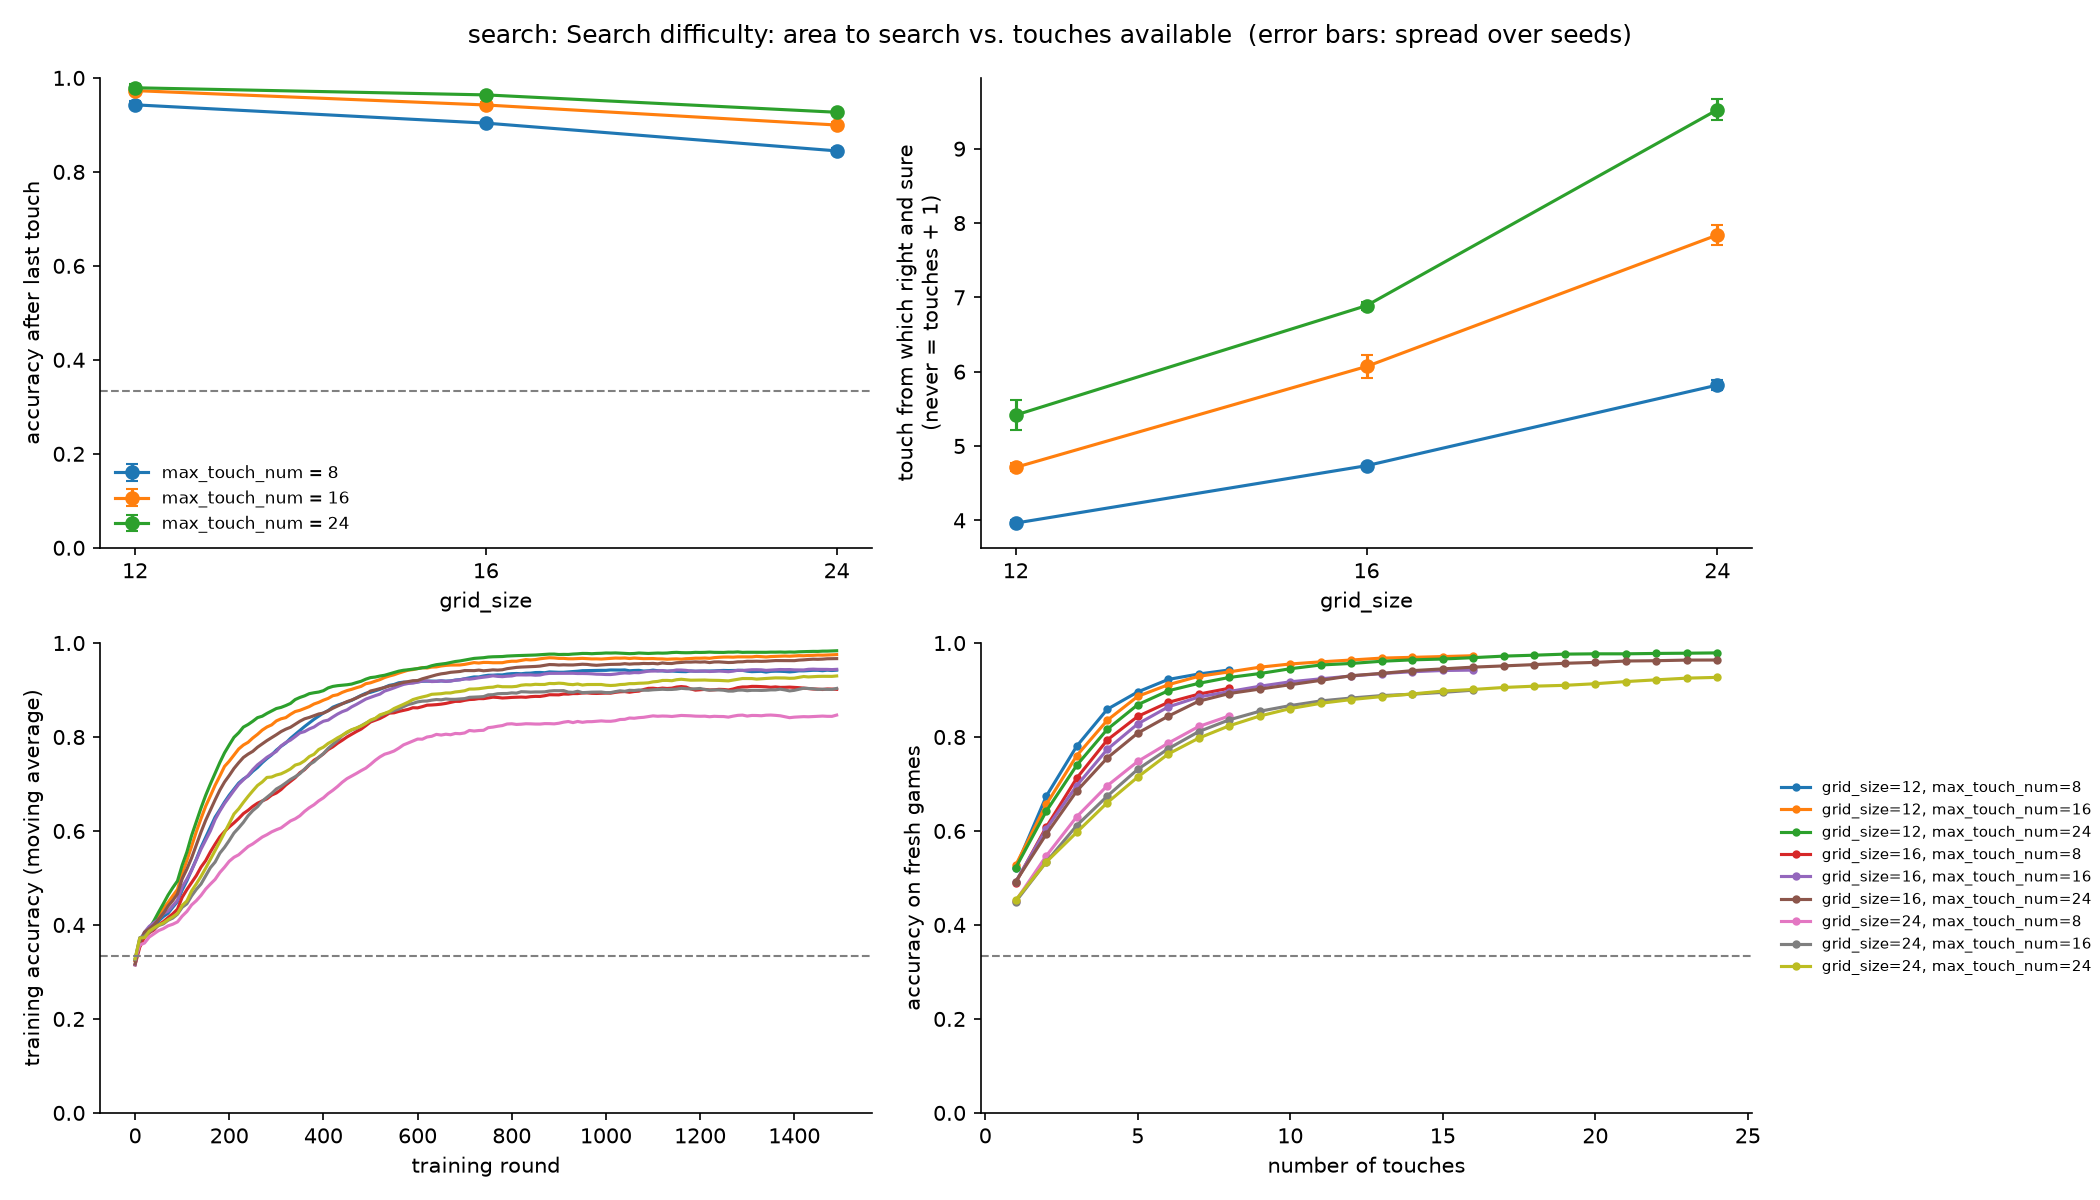 search: Search difficulty: area to search vs. touches available  (error bars: spread over seeds)
accuracy after last touch
1.0
0.8
0.6
0.4
0.2
0.0
max_touch_num = 8
max_touch_num = 16
max_touch_num = 24
12
16
24
grid_size
touch from which right and sure
(never = touches + 1)
9
8
7
6
5
4
12
16
24
grid_size
training accuracy (moving average)
1.0
0.8
0.6
0.4
0.2
0.0
0
200
400
600
800
1000
1200
1400
training round
accuracy on fresh games
1.0
0.8
0.6
0.4
0.2
0.0
0
5
10
15
20
25
number of touches
grid_size=12, max_touch_num=8
grid_size=12, max_touch_num=16
grid_size=12, max_touch_num=24
grid_size=16, max_touch_num=8
grid_size=16, max_touch_num=16
grid_size=16, max_touch_num=24
grid_size=24, max_touch_num=8
grid_size=24, max_touch_num=16
grid_size=24, max_touch_num=24